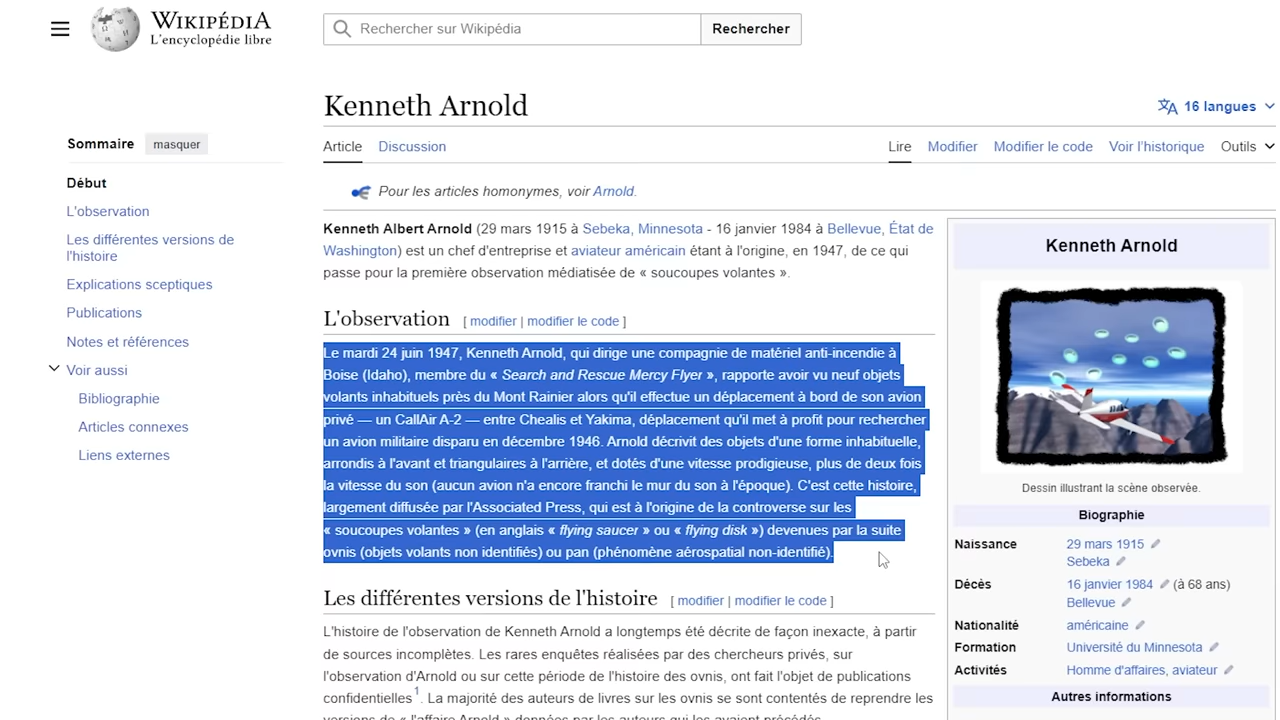 WIKIPÉDIA
L'encyclopédie libre
Rechercher sur Wikipédia
Rechercher
Kenneth Arnold
16 langues
Sommaire
masquer
Article
Discussion
Lire
Modifier
Modifier le code
Voir l'historique
Outils
Début
L'observation
Les différentes versions de
l'histoire
Explications sceptiques
Publications
Notes et références
Voir aussi
Bibliographie
Articles connexes
Liens externes
Pour les articles homonymes, voir Arnold.
Kenneth Albert Arnold (29 mars 1915 à Sebeka, Minnesota - 16 janvier 1984 à Bellevue, État de
Washington) est un chef d'entreprise et aviateur américain étant à l'origine, en 1947, de ce qui
passe pour la première observation médiatisée de « soucoupes volantes ».
L'observation [ modifier | modifier le code ]
Le mardi 24 juin 1947, Kenneth Arnold, qui dirige une compagnie de matériel anti-incendie à
Boise (Idaho), membre du « Search and Rescue Mercy Flyer », rapporte avoir vu neuf objets
volants inhabituels près du Mont Rainier alors qu'il effectue un déplacement à bord de son avion
privé — un CallAir A-2 — entre Chealis et Yakima, déplacement qu'il met à profit pour rechercher
un avion militaire disparu en décembre 1946. Arnold décrivit des objets d'une forme inhabituelle,
arrondis à l'avant et triangulaires à l'arrière, et dotés d'une vitesse prodigieuse, plus de deux fois
la vitesse du son (aucun avion n'a encore franchi le mur du son à l'époque). C'est cette histoire,
largement diffusée par l'Associated Press, qui est à l'origine de la controverse sur les
« soucoupes volantes » (en anglais « flying saucer » ou « flying disk ») devenues par la suite
ovnis (objets volants non identifiés) ou pan (phénomène aérospatial non-identifié).
Les différentes versions de l'histoire [ modifier | modifier le code ]
L'histoire de l'observation de Kenneth Arnold a longtemps été décrite de façon inexacte, à partir
de sources incomplètes. Les rares enquêtes réalisées par des chercheurs privés, sur
l'observation d'Arnold ou sur cette période de l'histoire des ovnis, ont fait l'objet de publications
confidentielles1. La majorité des auteurs de livres sur les ovnis se sont contentés de reprendre les
versions de « l'affaire Arnold » données par les auteurs qui les avaient précédés.
Kenneth Arnold
Dessin illustrant la scène observée.
Biographie
Naissance 29 mars 1915
Sebeka
Décès 16 janvier 1984 (à 68 ans)
Bellevue
Nationalité américaine
Formation Université du Minnesota
Activités Homme d'affaires, aviateur
Autres informations